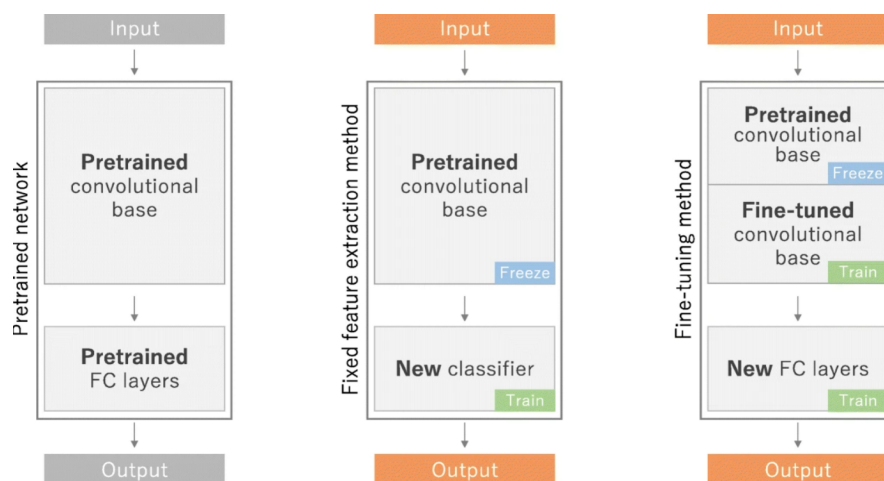 Input
Pretrained network
Pretrained
convolutional
base
Pretrained
FC layers
Output
Input
Fixed feature extraction method
Pretrained
convolutional
base
Freeze
New classifier
Train
Output
Input
Fine-tuning method
Pretrained
convolutional
base
Freeze
Fine-tuned
convolutional
base
Train
New FC layers
Train
Output